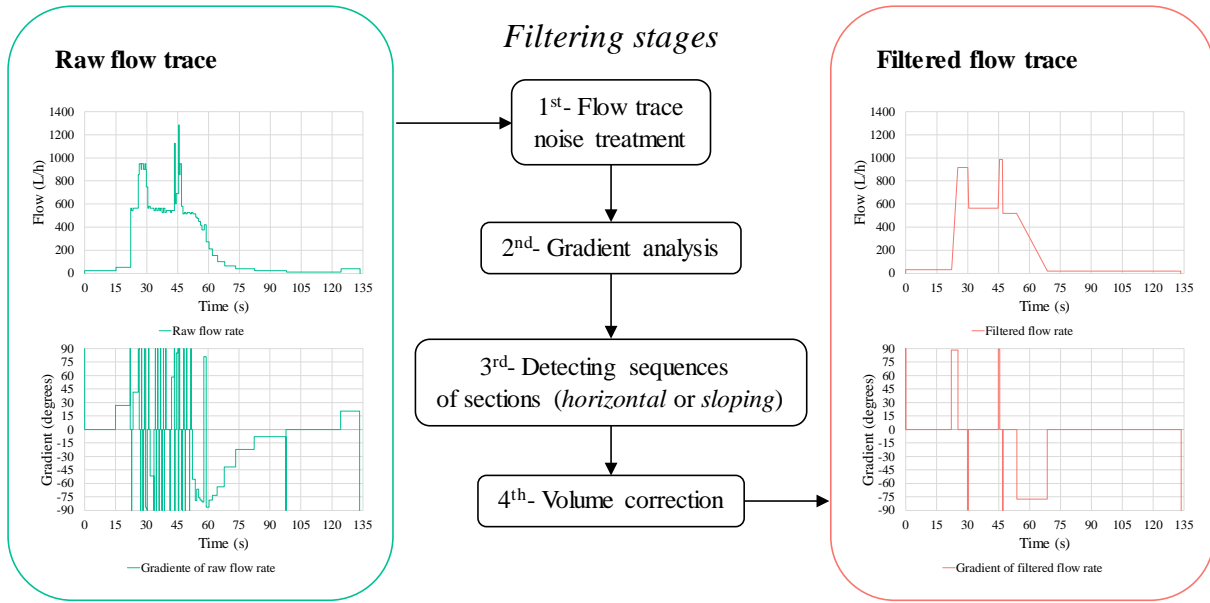 Filtering stages
Raw flow trace
1400
1200
1000
800
600
400
200
0
Flow (L/h)
0 15 30 45 60 75 90 105 120 135
Time (s)
Raw flow rate
90
75
60
45
30
15
0
-15
-30
-45
-60
-75
-90
Gradient (degrees)
0 15 30 45 60 75 90 105 120 135
Time (s)
Gradiente of raw flow rate
1st- Flow trace
noise treatment
2nd- Gradient analysis
3rd- Detecting sequences
of sections (horizontal or sloping)
4th- Volume correction
Filtered flow trace
1400
1200
1000
800
600
400
200
0
Flow (L/h)
0 15 30 45 60 75 90 105 120 135
Time (s)
Filtered flow rate
90
75
60
45
30
15
0
-15
-30
-45
-60
-75
-90
Gradient (degrees)
0 15 30 45 60 75 90 105 120 135
Time (s)
Gradient of filtered flow rate